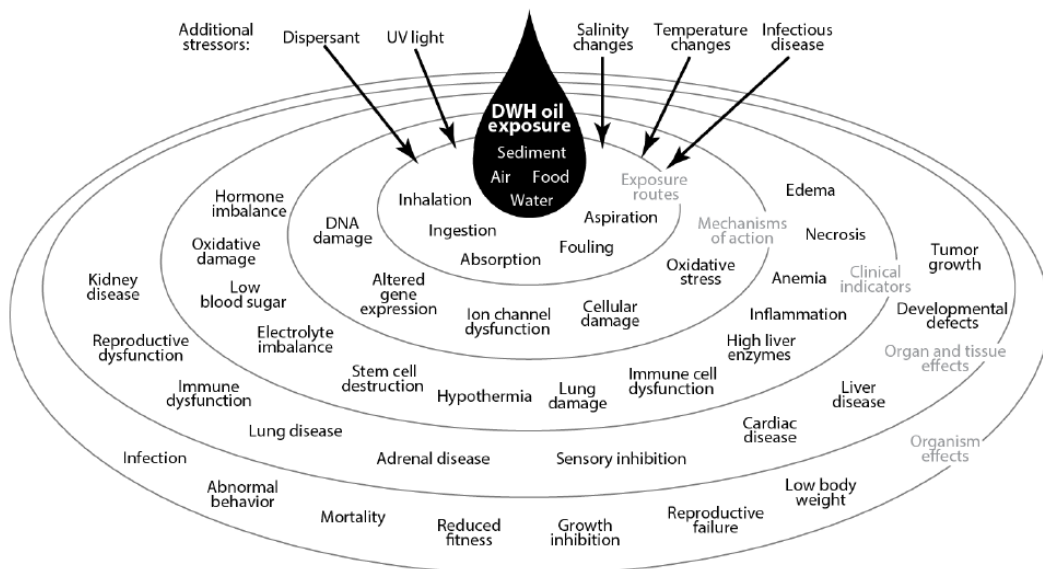 Additional
stressors:
Dispersant
UV light
Salinity
changes
Temperature
changes
Infectious
disease
DWH oil
exposure
Sediment
Air Food
Water
Exposure
routes
Inhalation
Ingestion
Absorption
Fouling
Aspiration
Mechanisms
of action
DNA
damage
Altered
gene
expression
Ion channel
dysfunction
Cellular
damage
Oxidative
stress
Clinical
indicators
Hormone
imbalance
Oxidative
damage
Low
blood sugar
Electrolyte
imbalance
Stem cell
destruction
Hypothermia
Lung
damage
Immune cell
dysfunction
High liver
enzymes
Inflammation
Anemia
Necrosis
Edema
Organ and tissue
effects
Kidney
disease
Reproductive
dysfunction
Immune
dysfunction
Lung disease
Adrenal disease
Sensory inhibition
Cardiac
disease
Liver
disease
Developmental
defects
Tumor
growth
Organism
effects
Infection
Abnormal
behavior
Mortality
Reduced
fitness
Growth
inhibition
Reproductive
failure
Low body
weight